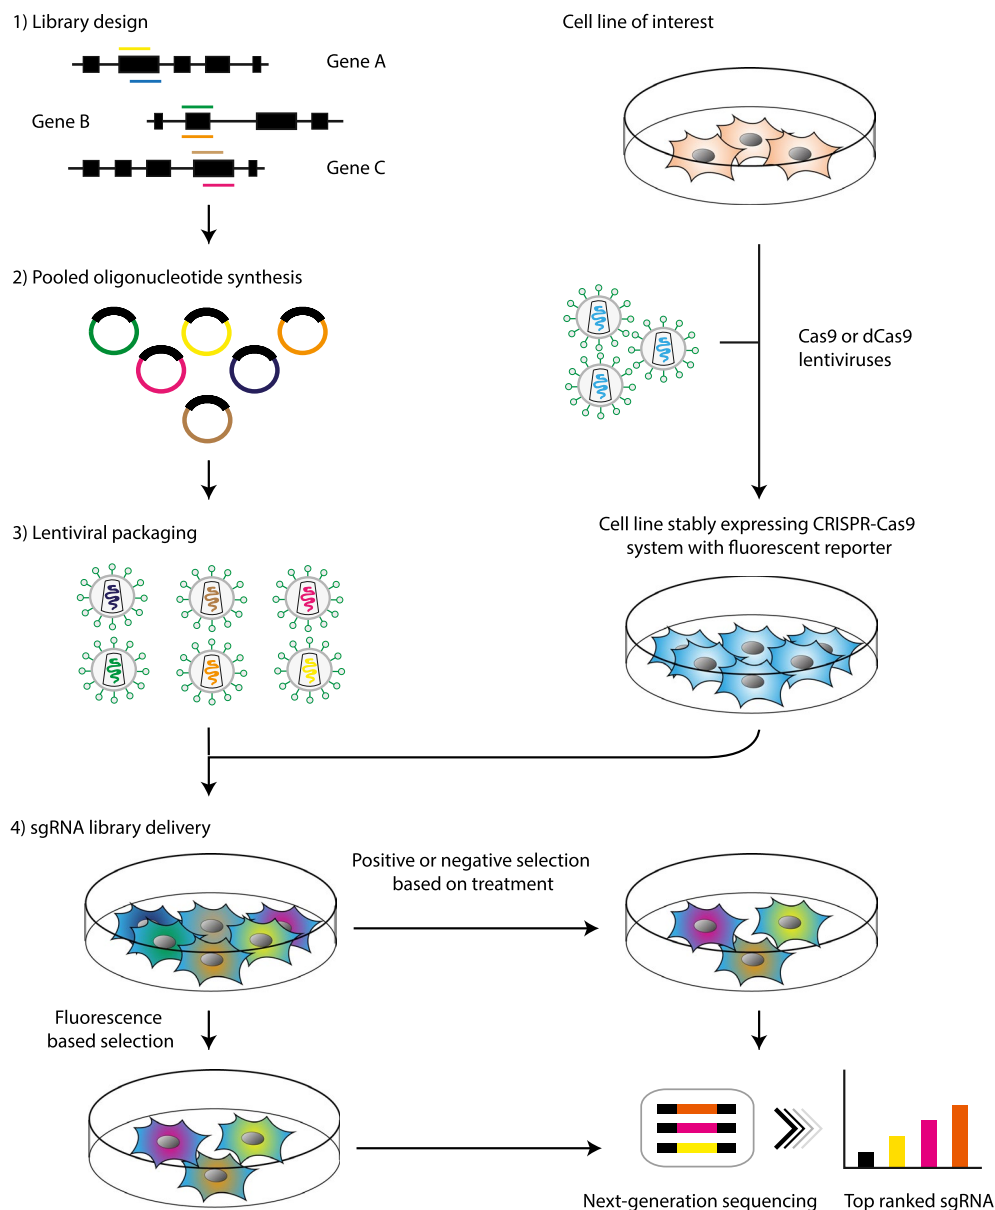 1) Library design
Cell line of interest
Gene A
Gene B
Gene C
2) Pooled oligonucleotide synthesis
Cas9 or dCas9
lentiviruses
3) Lentiviral packaging
Cell line stably expressing CRISPR-Cas9
system with fluorescent reporter
4) sgRNA library delivery
Positive or negative selection
based on treatment
Fluorescence
based selection
Next-generation sequencing
Top ranked sgRNA